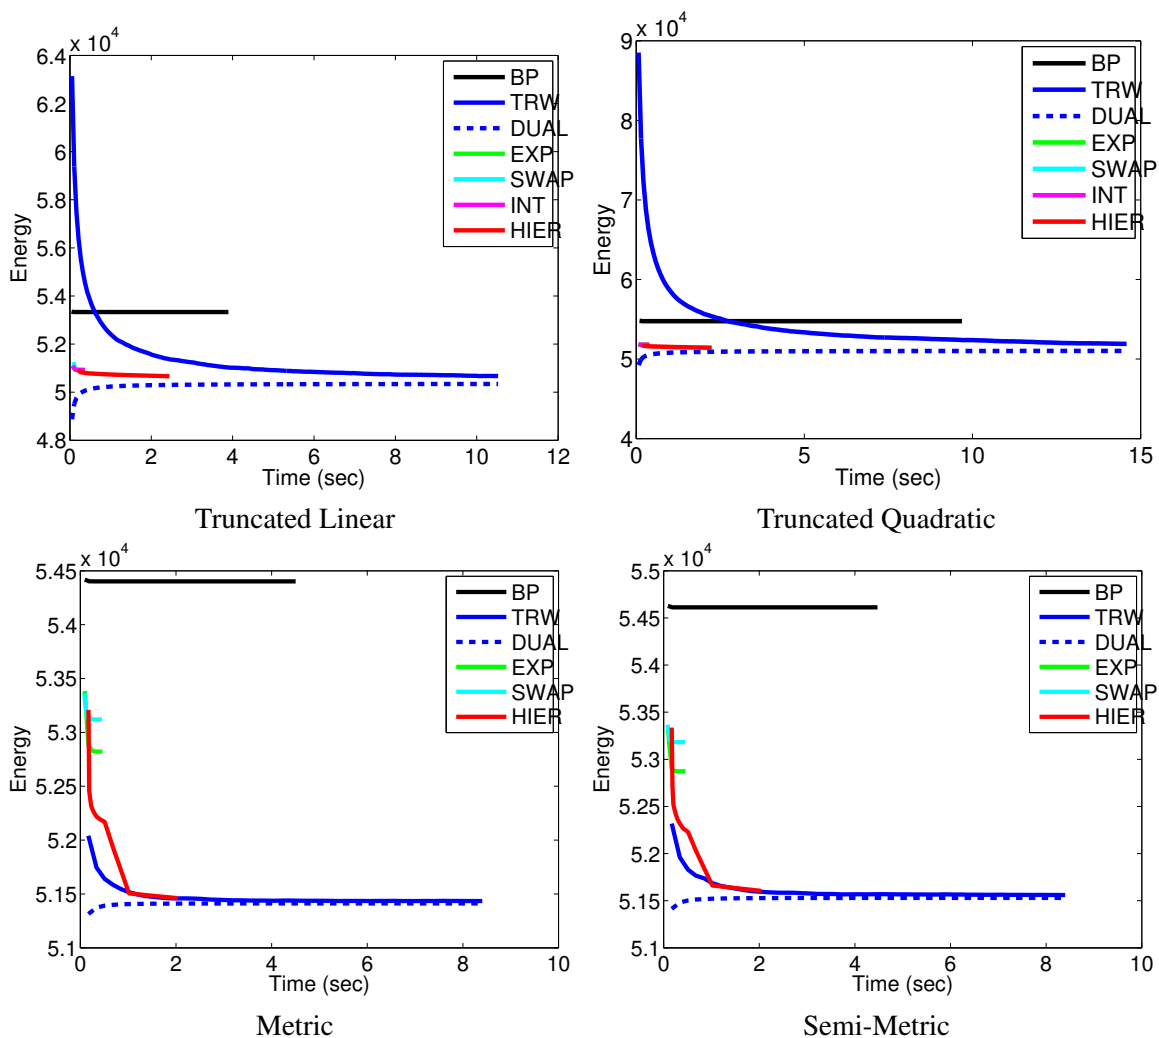 x 10^4
6.4
6.2
6
5.8
5.6
5.4
5.2
5
4.8
Energy
0 2 4 6 8 10 12
Time (sec)
BP
TRW
DUAL
EXP
SWAP
INT
HIER
Truncated Linear
x 10^4
9
8
7
6
5
4
Energy
0 5 10 15
Time (sec)
BP
TRW
DUAL
EXP
SWAP
INT
HIER
Truncated Quadratic
x 10^4
5.45
5.4
5.35
5.3
5.25
5.2
5.15
5.1
Energy
0 2 4 6 8 10
Time (sec)
BP
TRW
DUAL
EXP
SWAP
HIER
Metric
x 10^4
5.5
5.45
5.4
5.35
5.3
5.25
5.2
5.15
5.1
Energy
0 2 4 6 8 10
Time (sec)
BP
TRW
DUAL
EXP
SWAP
HIER
Semi-Metric